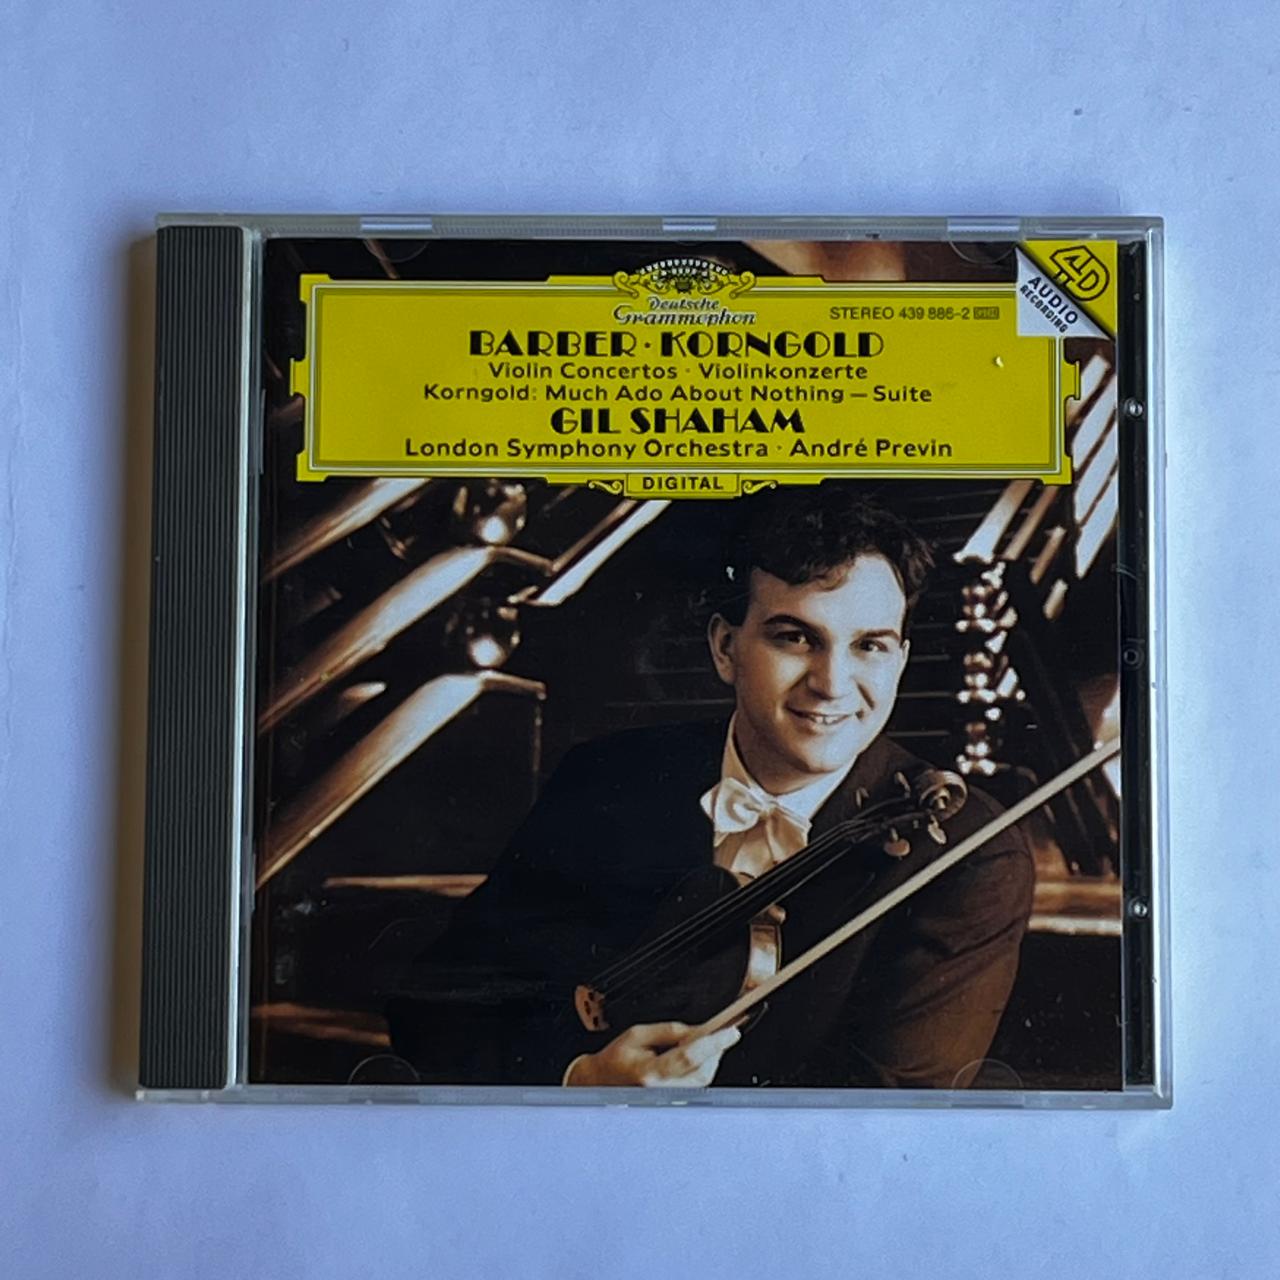 Deutsche
Grammophon
STEREO 439 886-2
4D
AUDIO
RECORDING
BARBER · KORNGOLD
Violin Concertos · Violinkonzerte
Korngold: Much Ado About Nothing – Suite
GIL SHAHAM
London Symphony Orchestra · André Previn
DIGITAL